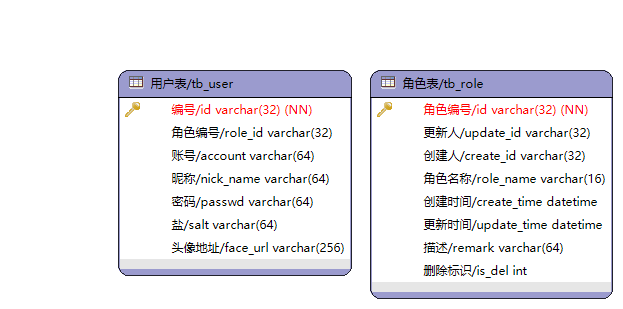 用户表/tb_user
编号/id varchar(32) (NN)
角色编号/role_id varchar(32)
账号/account varchar(64)
昵称/nick_name varchar(64)
密码/passwd varchar(64)
盐/salt varchar(64)
头像地址/face_url varchar(256)
角色表/tb_role
角色编号/id varchar(32) (NN)
更新人/update_id varchar(32)
创建人/create_id varchar(32)
角色名称/role_name varchar(16)
创建时间/create_time datetime
更新时间/update_time datetime
描述/remark varchar(64)
删除标识/is_del int